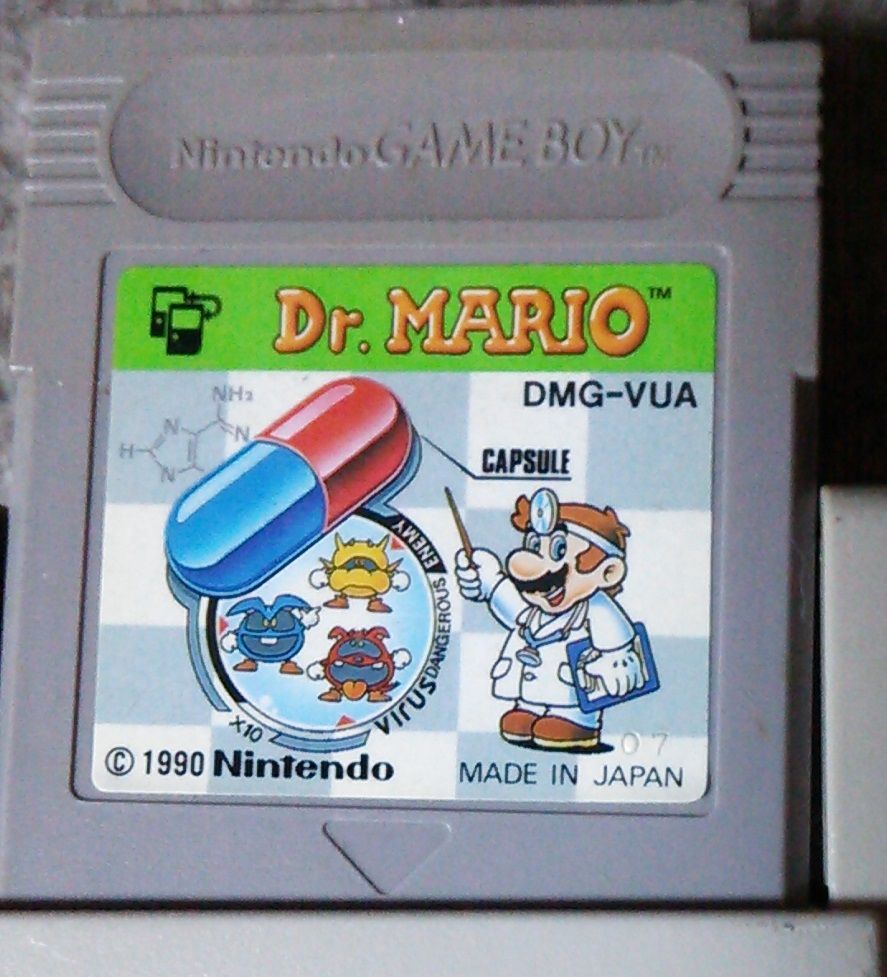 Nintendo GAME BOY TM
Dr. MARIO™
DMG-VUA
NH₂
N
N
H
N
CAPSULE
ENEMY
VIRUS DANGEROUS
X10
07
© 1990 Nintendo
MADE IN JAPAN